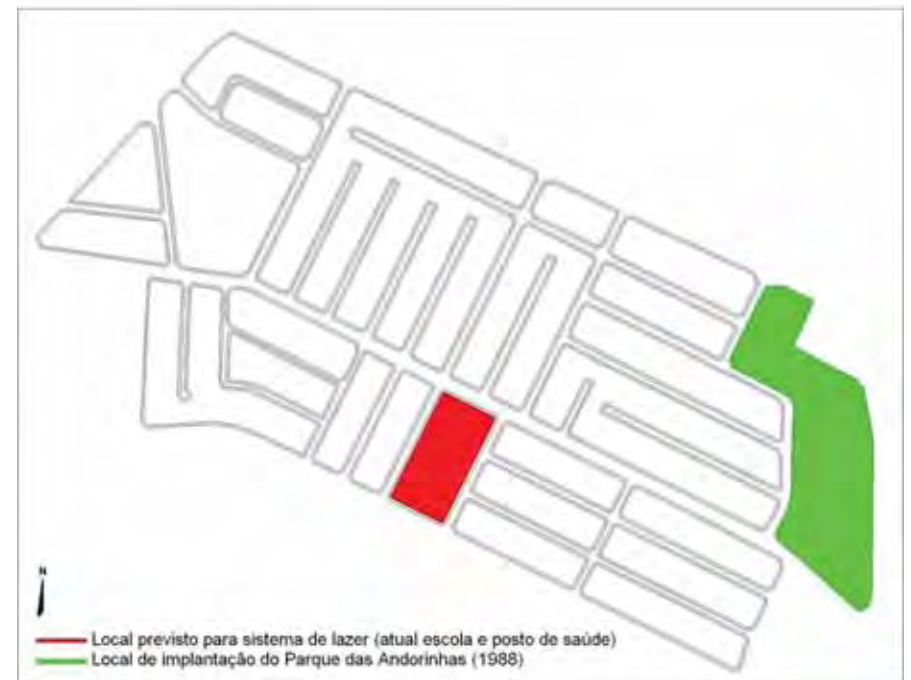 N
Local previsto para sistema de lazer (atual escola e posto de saúde)
Local de implantação do Parque das Andorinhas (1988)